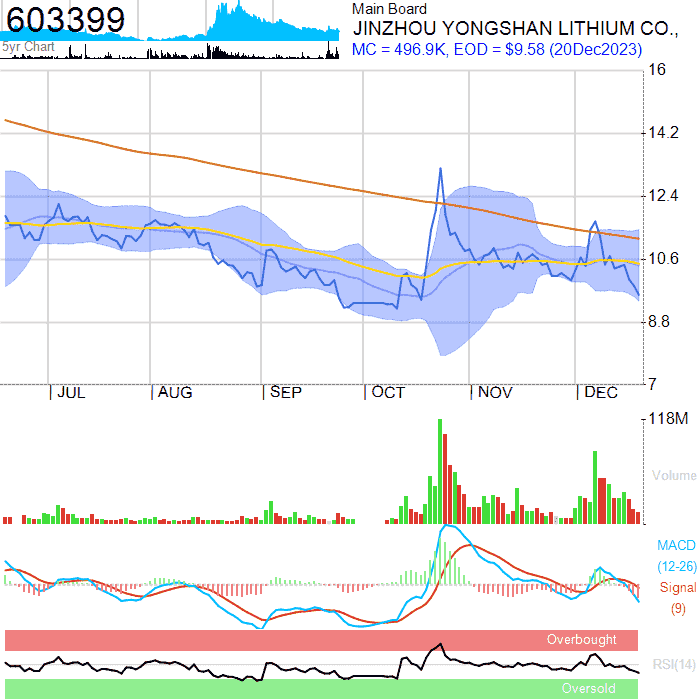 603399
5yr Chart
Main Board
JINZHOU YONGSHAN LITHIUM CO.,
MC = 496.9K, EOD = $9.58 (20Dec2023)
16
14.2
12.4
10.6
8.8
7
JUL
AUG
SEP
OCT
NOV
DEC
118M
Volume
MACD
(12-26)
Signal
(9)
Overbought
RSI(14)
Oversold